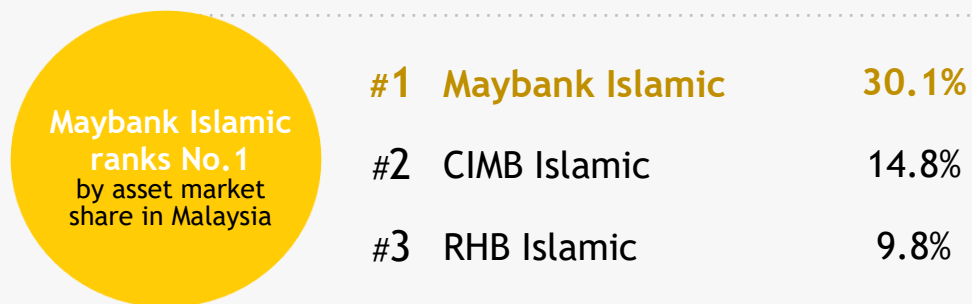 Maybank Islamic
ranks No.1
by asset market
share in Malaysia
#1 Maybank Islamic 30.1%
#2 CIMB Islamic 14.8%
#3 RHB Islamic 9.8%